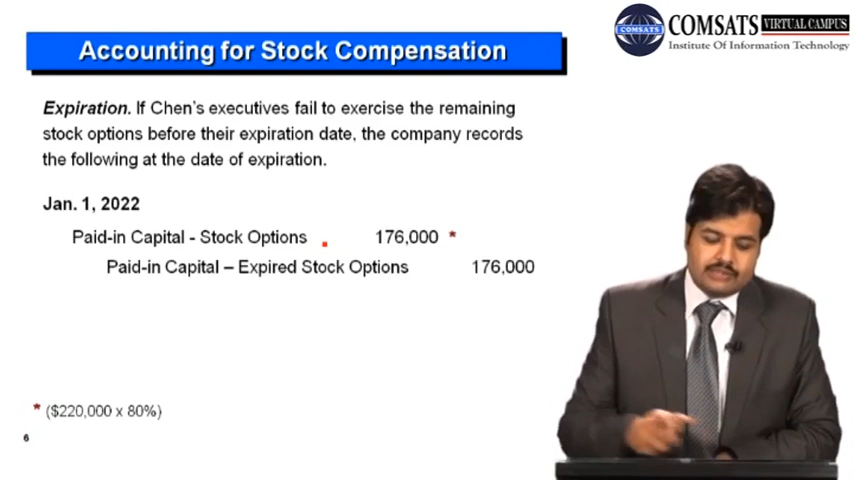 COMSATS VIRTUAL CAMPUS
COMSATS
Institute Of Information Technology
Accounting for Stock Compensation
Expiration. If Chen's executives fail to exercise the remaining
stock options before their expiration date, the company records
the following at the date of expiration.
Jan. 1, 2022
Paid-in Capital - Stock Options 176,000 *
Paid-in Capital – Expired Stock Options 176,000
* ($220,000 x 80%)
6